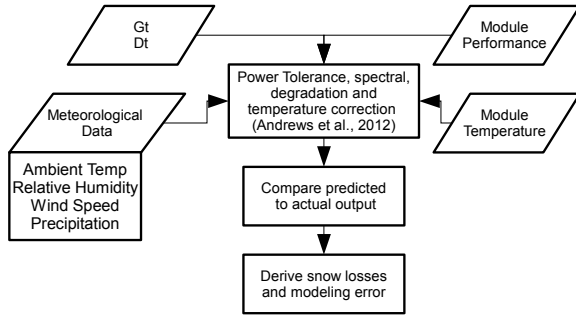 Gt
Dt
Module
Performance
Power Tolerance, spectral,
degradation and
temperature correction
(Andrews et al., 2012)
Meteorological
Data
Module
Temperature
Ambient Temp
Relative Humidity
Wind Speed
Precipitation
Compare predicted
to actual output
Derive snow losses
and modeling error